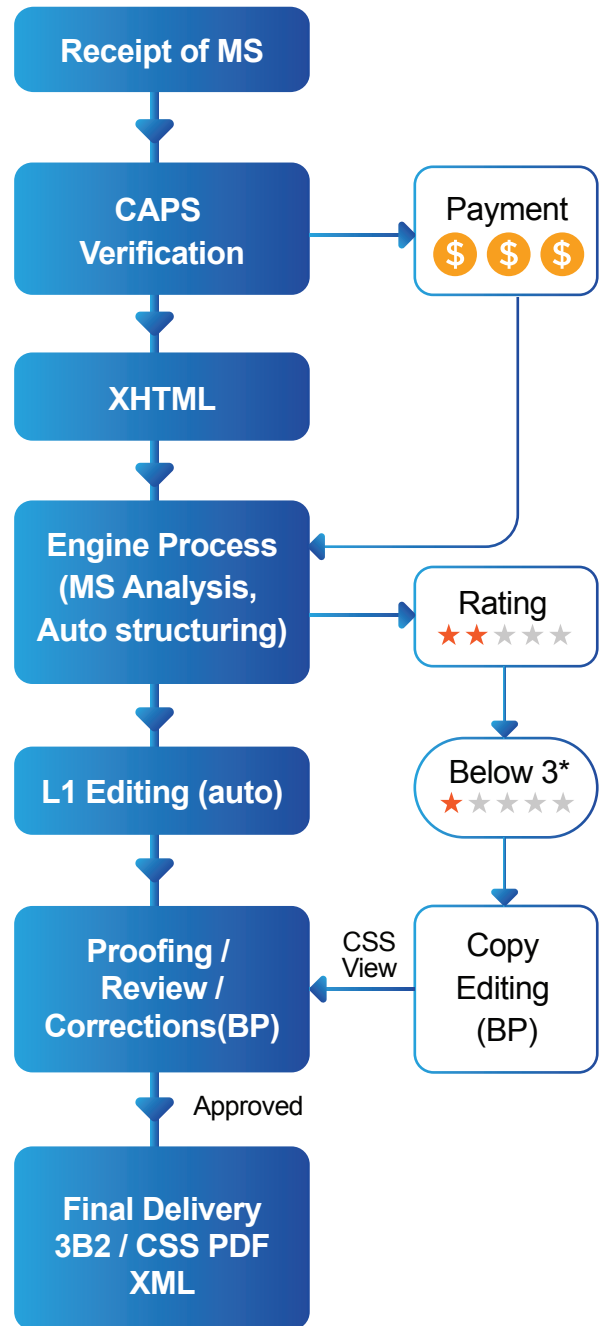 Receipt of MS
CAPS
Verification
Payment
$ $ $
XHTML
Engine Process
(MS Analysis,
Auto structuring)
Rating
L1 Editing (auto)
Below 3*
Proofing /
Review /
Corrections(BP)
CSS
View
Copy
Editing
(BP)
Approved
Final Delivery
3B2 / CSS PDF
XML